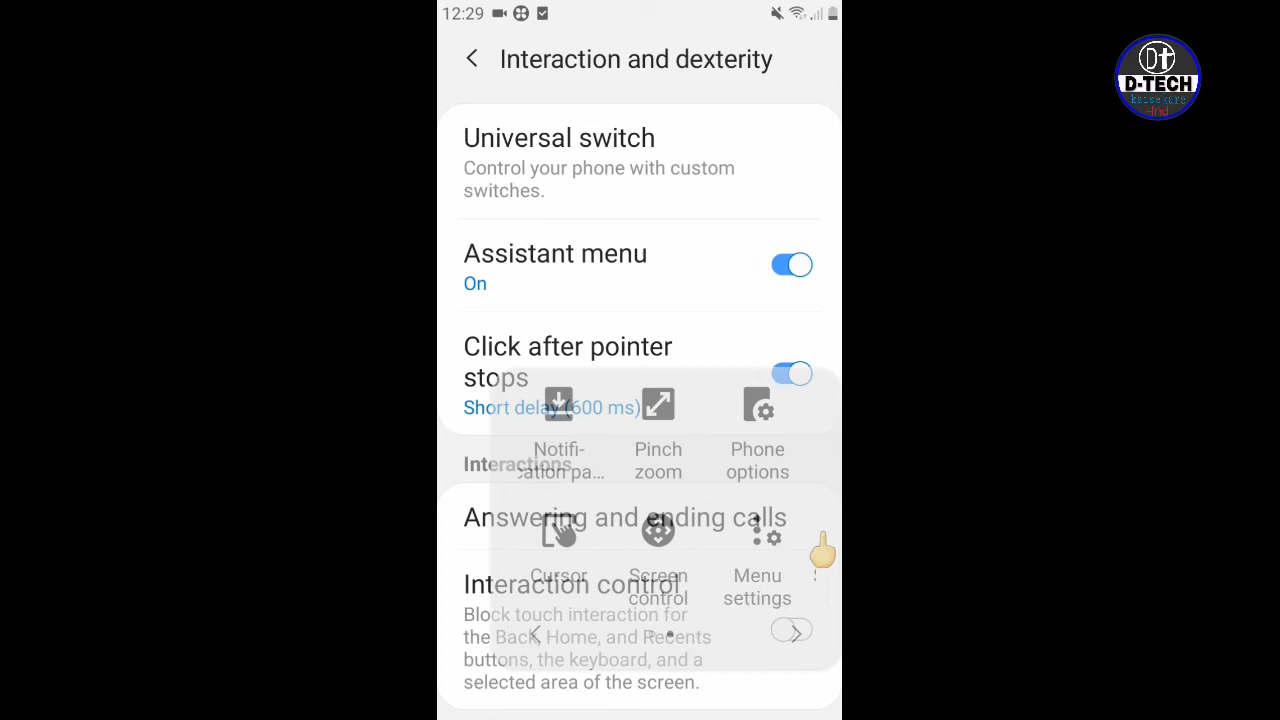 12:29
Interaction and dexterity
Dt
D-TECH
Universal switch
Control your phone with custom
switches.
Assistant menu
On
Click after pointer
stops
Short delay (600 ms)
Notifi-
cation pa...
Pinch
zoom
Phone
options
Interactions
Answering and ending calls
Cursor
Screen
control
Menu
settings
Interaction control
Block touch interaction for
the Back, Home, and Recents
buttons, the keyboard, and a
selected area of the screen.